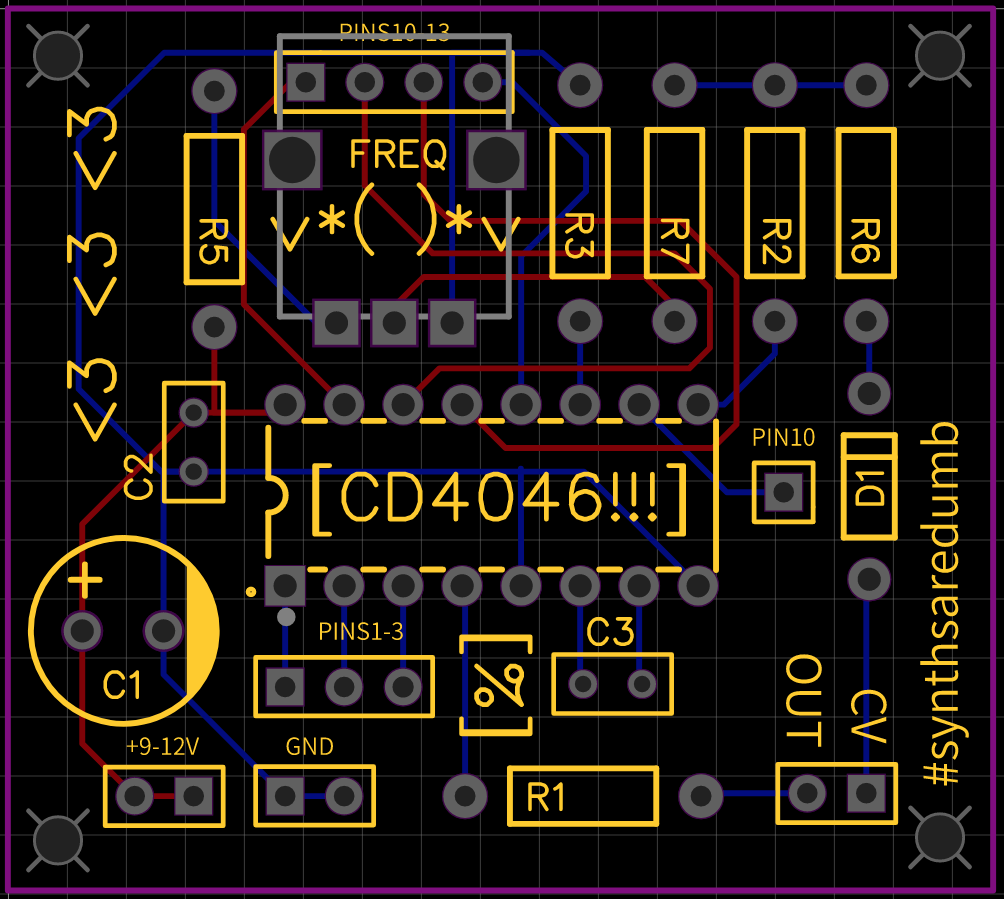 PINS10-13
<3
<3
<3
FREQ
<*( )*<
R5
R3
R7
R2
R6
C2
[CD4046!!!]
PIN10
D1
#synthsaredumb
+
C1
PINS1-3
[%]
C3
OUT
CV
+9-12V
GND
R1